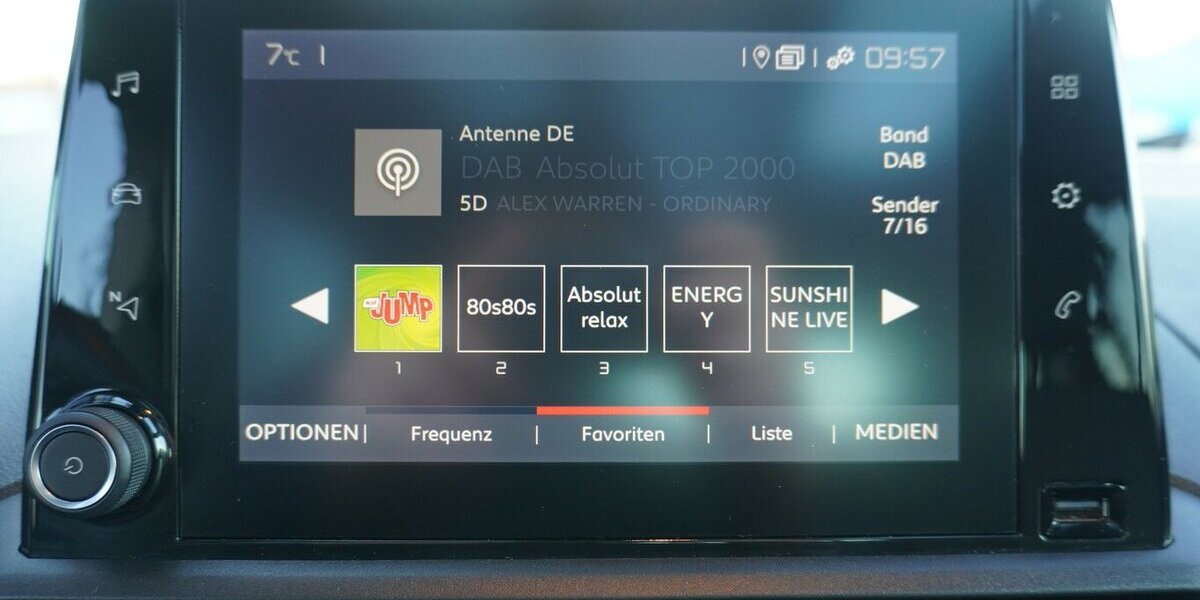 7°C
09:57
Antenne DE
DAB Absolut TOP 2000
5D ALEX WARREN - ORDINARY
Band
DAB
Sender
7/16
JUMP
80s80s
Absolut
relax
ENERG
Y
SUNSHI
NE LIVE
1
2
3
4
5
OPTIONEN
Frequenz
Favoriten
Liste
MEDIEN
N